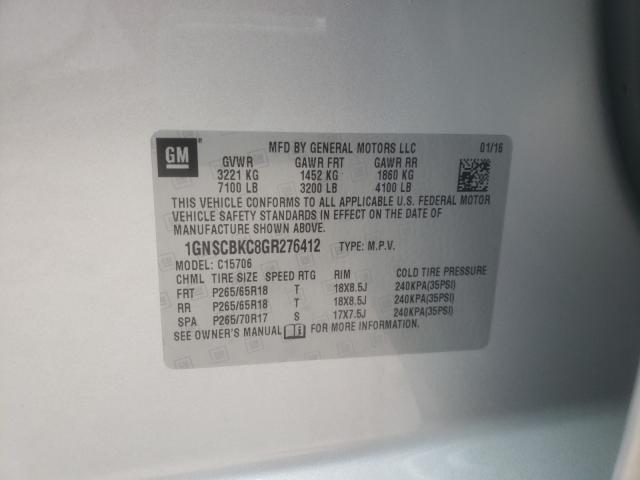 GM
MFD BY GENERAL MOTORS LLC 01/16
GVWR GAWR FRT GAWR RR
3221 KG 1452 KG 1860 KG
7100 LB 3200 LB 4100 LB
THIS VEHICLE CONFORMS TO ALL APPLICABLE U.S. FEDERAL MOTOR
VEHICLE SAFETY STANDARDS IN EFFECT ON THE DATE OF
MANUFACTURE SHOWN ABOVE.
1GNSCBKC8GR276412 TYPE: M.P.V.
MODEL: C15706
CHML TIRE SIZE SPEED RTG RIM COLD TIRE PRESSURE
FRT P265/65R18 T 18X8.5J 240KPA(35PSI)
RR P265/65R18 T 18X8.5J 240KPA(35PSI)
SPA P265/70R17 S 17X7.5J 240KPA(35PSI)
SEE OWNER'S MANUAL FOR MORE INFORMATION.